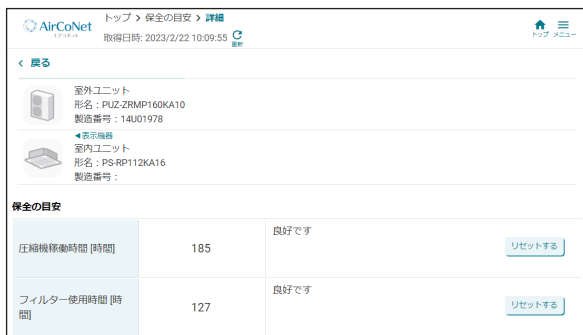 AirCoNet
エアコネット
トップ > 保全の目安 > 詳細
取得日時: 2023/2/22 10:09:55
更新
トップ メニュー
< 戻る
室外ユニット
形名：PUZ-ZRMP160KA10
製造番号：14U01978
◀表示機器
室内ユニット
形名：PS-RP112KA16
製造番号：
保全の目安
圧縮機稼働時間 [時間] 185 良好です リセットする
フィルター使用時間 [時
間] 127 良好です リセットする